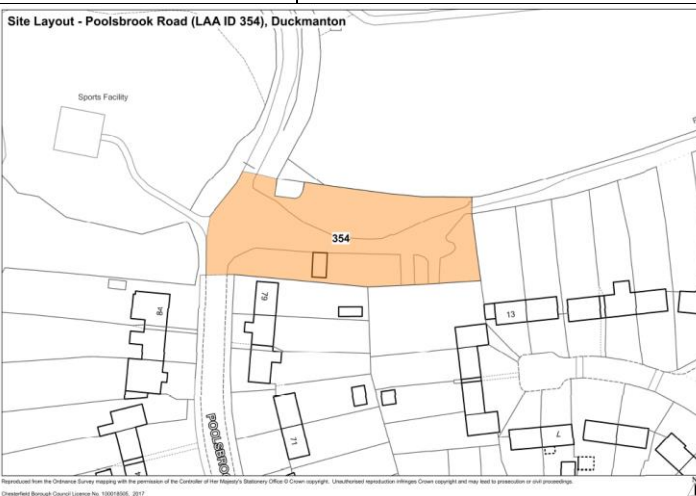 Site Layout - Poolsbrook Road (LAA ID 354), Duckmanton
Sports Facility
354
84
79
13
71
7
POOLSBRO
Reproduced from the Ordnance Survey mapping with the permission of the Controller of Her Majesty's Stationery Office © Crown copyright. Unauthorised reproduction infringes Crown copyright and may lead to prosecution or civil proceedings.
Chesterfield Borough Council Licence No. 100018505, 2017